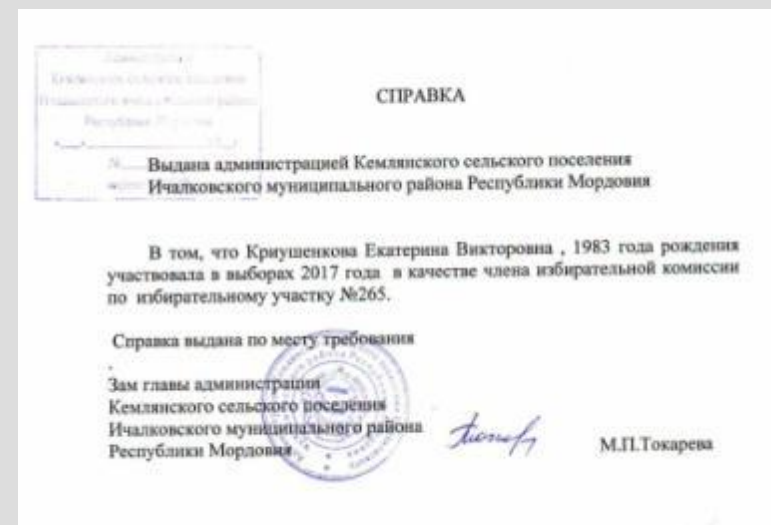 СПРАВКА
Выдана администрацией Кемлянского сельского поселения
Ичалковского муниципального района Республики Мордовия
В том, что Криушенкова Екатерина Викторовна , 1983 года рождения
участвовала в выборах 2017 года в качестве члена избирательной комиссии
по избирательному участку №265.
Справка выдана по месту требования
.
Зам главы администрации
Кемлянского сельского поселения
Ичалковского муниципального района
Республики Мордовия
М.П.Токарева